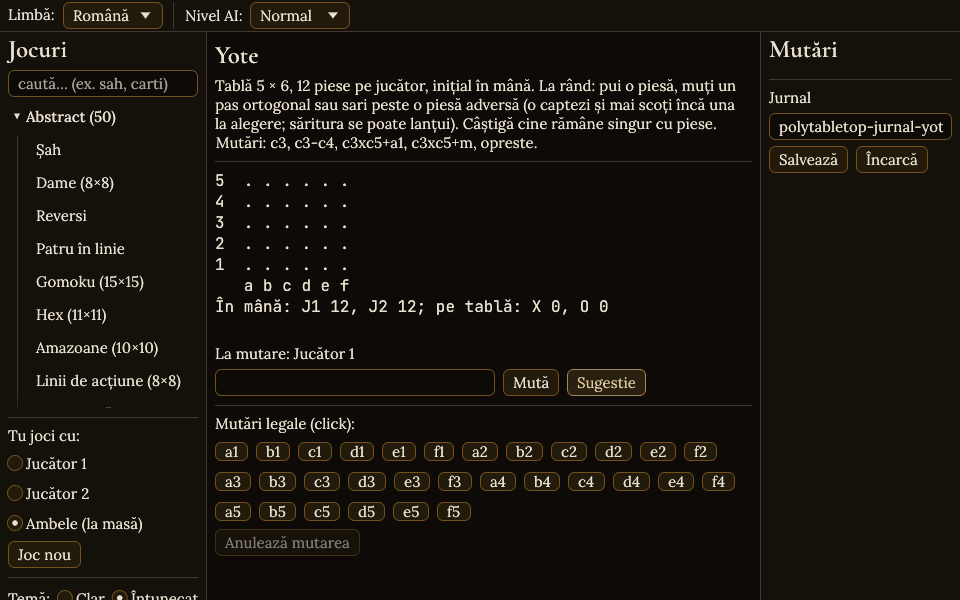 Limbă: Română ▼ Nivel AI: Normal ▼
Jocuri
caută... (ex. sah, carti)
▾ Abstract (50)
Șah
Dame (8×8)
Reversi
Patru în linie
Gomoku (15×15)
Hex (11×11)
Amazoane (10×10)
Linii de acțiune (8×8)
Tu joci cu:
Jucător 1
Jucător 2
Ambele (la masă)
Joc nou
Temă: Clar Întunecat
Yote
Tablă 5 × 6, 12 piese pe jucător, inițial în mână. La rând: pui o piesă, muți un
pas ortogonal sau sari peste o piesă adversă (o captezi și mai scoți încă una
la alegere; săritura se poate lanțui). Câștigă cine rămâne singur cu piese.
Mutări: c3, c3-c4, c3xc5+a1, c3xc5+m, opreste.
5 . . . . . .
4 . . . . . .
3 . . . . . .
2 . . . . . .
1 . . . . . .
a b c d e f
În mână: J1 12, J2 12; pe tablă: X 0, O 0
La mutare: Jucător 1
Mută Sugestie
Mutări legale (click):
a1 b1 c1 d1 e1 f1 a2 b2 c2 d2 e2 f2
a3 b3 c3 d3 e3 f3 a4 b4 c4 d4 e4 f4
a5 b5 c5 d5 e5 f5
Anulează mutarea
Mutări
Jurnal
polytabletop-jurnal-yot
Salvează Încarcă